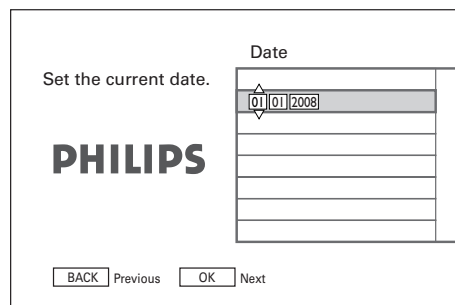 Date
Set the current date.
01 01 2008
PHILIPS
BACK Previous OK Next